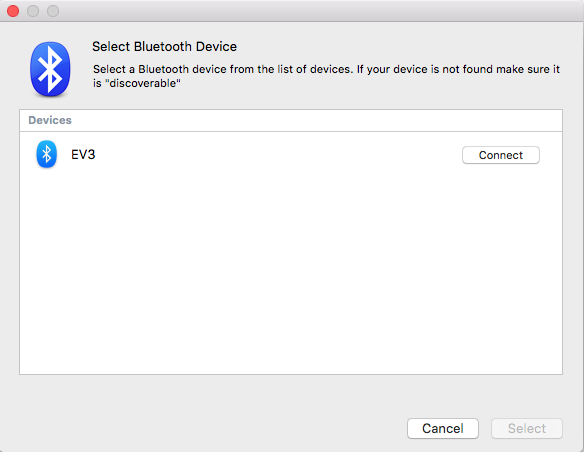 Select Bluetooth Device
Select a Bluetooth device from the list of devices. If your device is not found make sure it
is "discoverable"
Devices
EV3
Connect
Cancel
Select